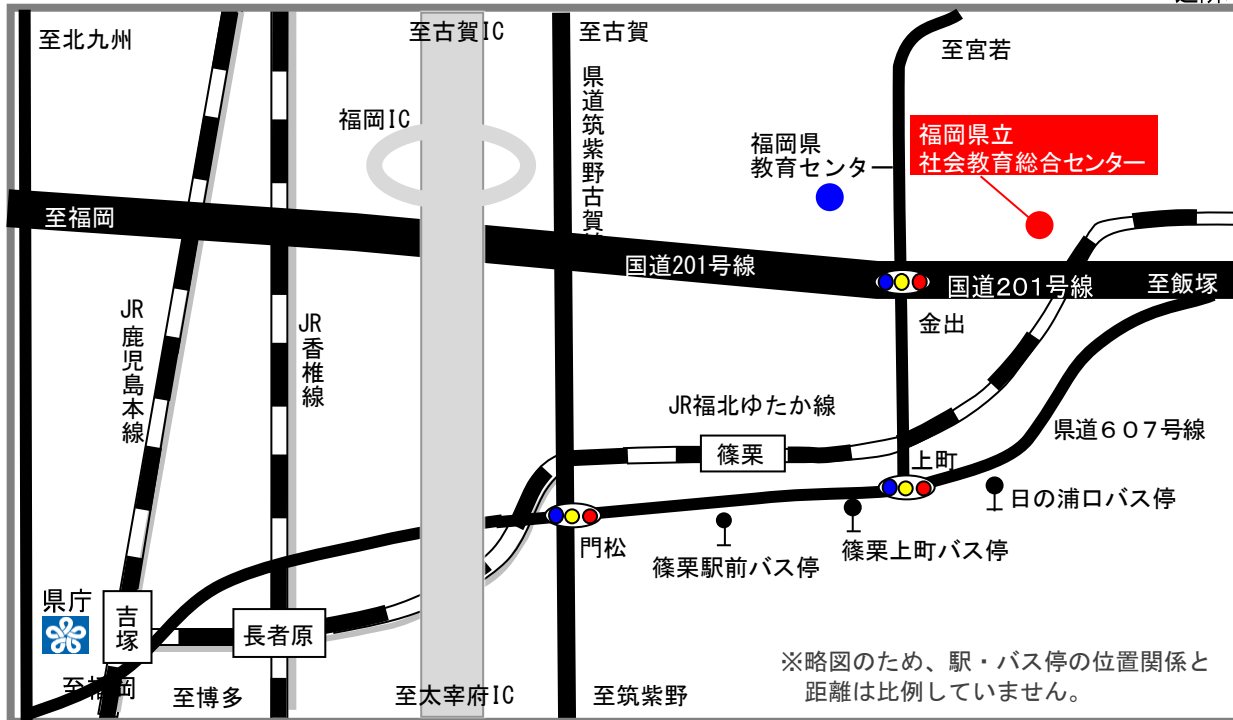 至北九州
至古賀IC
至古賀
至宮若
福岡IC
県道筑紫野古賀
福岡県
教育センター
福岡県立
社会教育総合センター
至福岡
国道201号線
国道201号線
至飯塚
金出
JR鹿児島本線
JR香椎線
JR福北ゆたか線
篠栗
上町
県道607号線
日の浦口バス停
篠栗上町バス停
篠栗駅前バス停
門松
県庁
吉塚
長者原
至福岡
至博多
至太宰府IC
至筑紫野
※略図のため、駅・バス停の位置関係と
距離は比例していません。